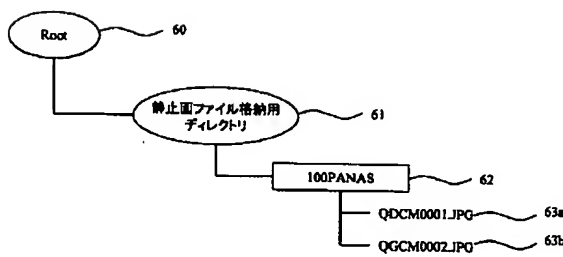 Root
60
静止画ファイル格納用
ディレクトリ
61
100PANAS
62
QDCM0001.JPG
63a
QGCM0002.JPG
63b